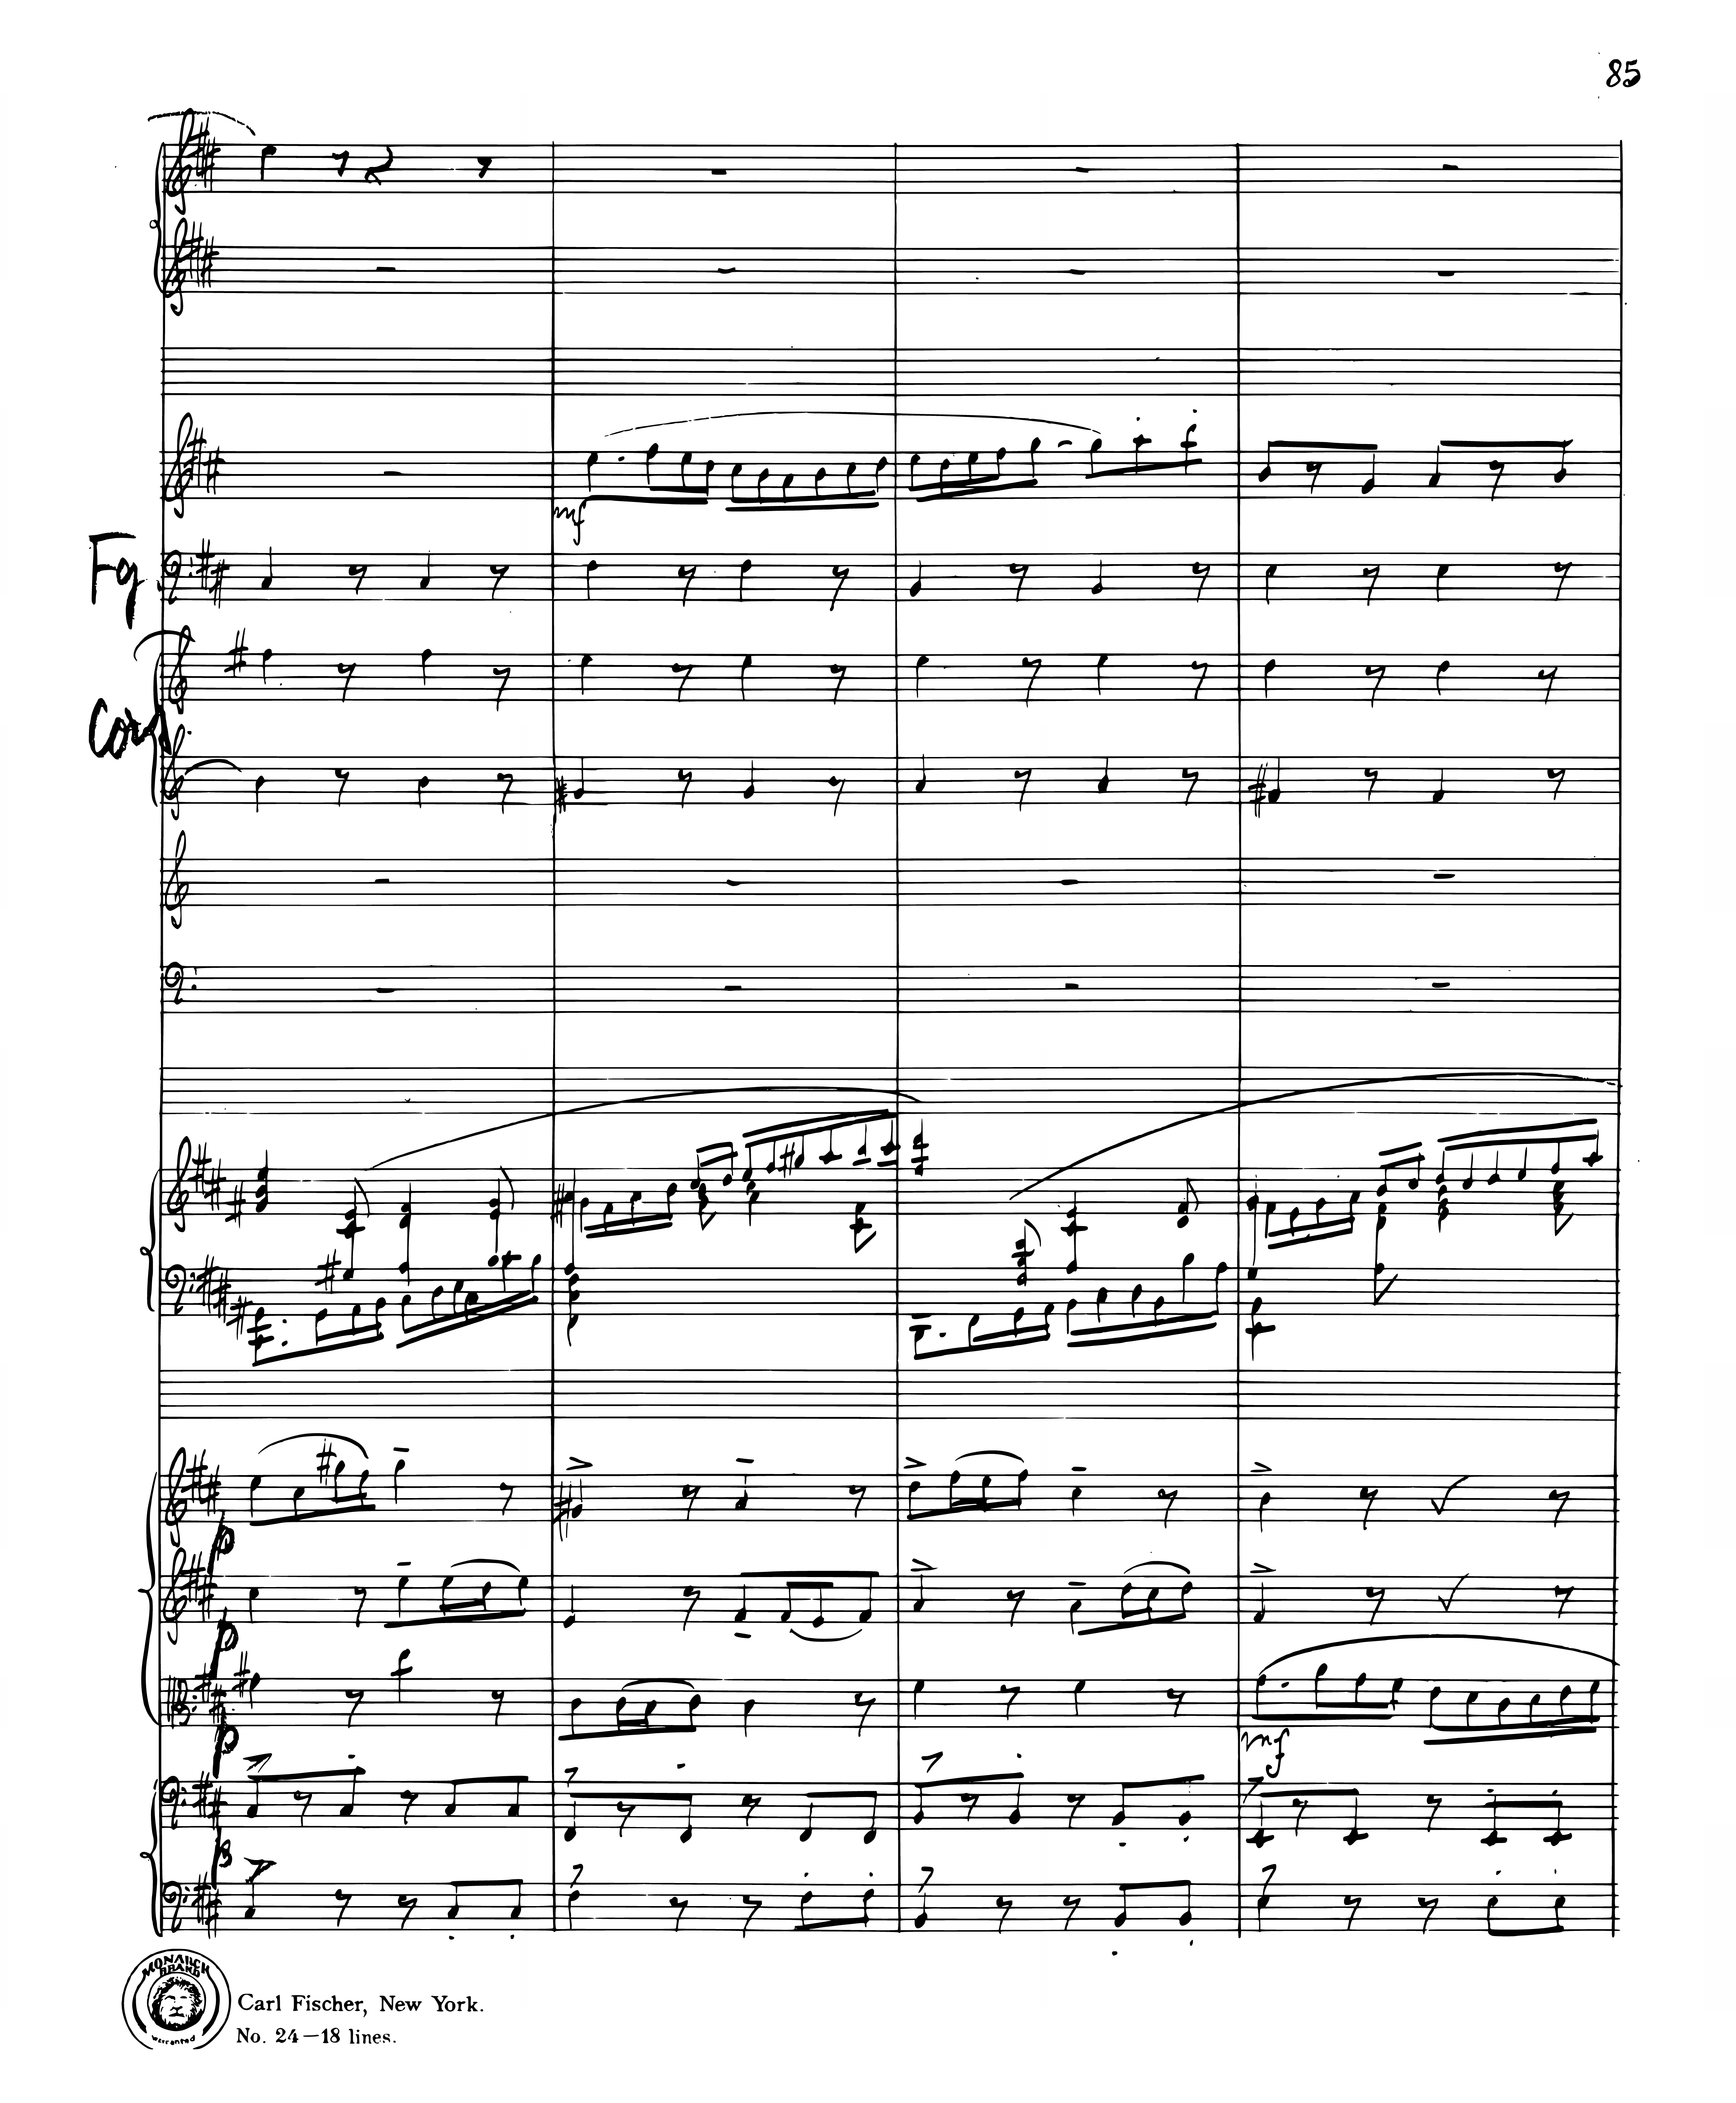 85
mf
Fg.
Cor.
p
p
p
mf
p
MONARCH
BRAND
Warranted
Carl Fischer, New York.
No. 24—18 lines.